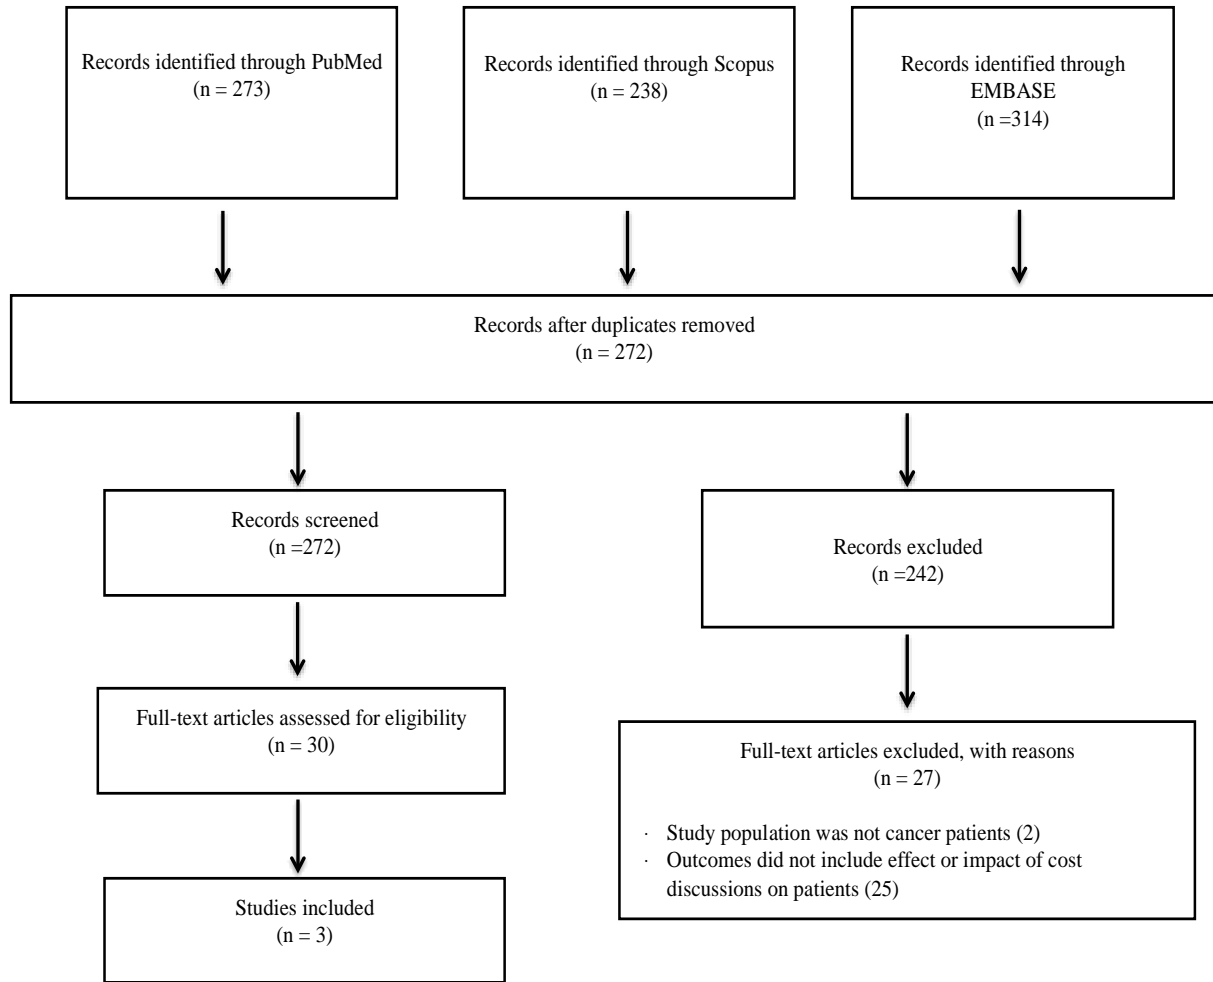 Records identified through PubMed
(n = 273)
Records identified through Scopus
(n = 238)
Records identified through
EMBASE
(n =314)
Records after duplicates removed
(n = 272)
Records screened
(n =272)
Records excluded
(n =242)
Full-text articles assessed for eligibility
(n = 30)
Full-text articles excluded, with reasons
(n = 27)
· Study population was not cancer patients (2)
· Outcomes did not include effect or impact of cost
discussions on patients (25)
Studies included
(n = 3)